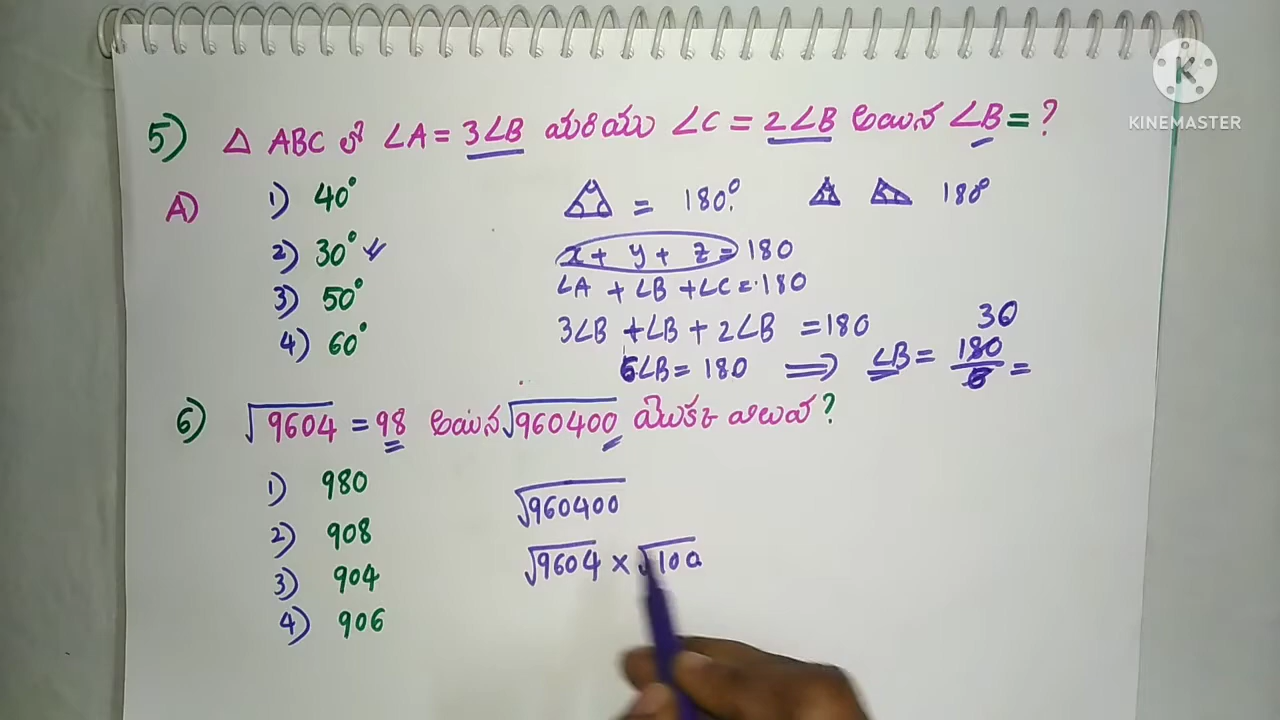 5) △ ABC లో ∠A = 3∠B మరియు ∠C = 2∠B అయిన ∠B = ?
A) 1) 40°
2) 30° ✓
3) 50°
4) 60°
△ = 180°.
180°
x + y + z = 180
∠A + ∠B + ∠C = 180
3∠B + ∠B + 2∠B = 180
6∠B = 180 ⟹ ∠B = 180/6 =
30
6) √9604 = 98 అయిన √960400 యొక్క విలువ ?
1) 980
2) 908
3) 904
4) 906
√960400
√9604 × √100
KINEMASTER